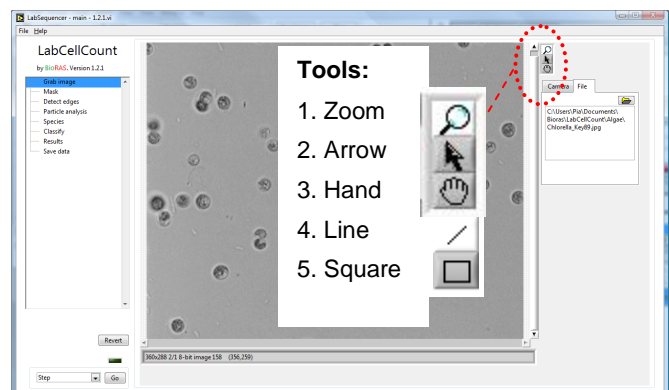 LabSequencer - main - 1.2.1.vi
File Help
LabCellCount
by BioRAS. Version 1.2.1
Grab image
Mask
Detect edges
Particle analysis
Species
Classify
Results
Save data
Revert
Step
Go
Tools:
1. Zoom
2. Arrow
3. Hand
4. Line
5. Square
360x288 2/1 8-bit image 158 (356,259)
Camera File
C:\Users\Pia\Documents\
Bioras\LabCellCount\Algae\
Chlorella_Key89.jpg